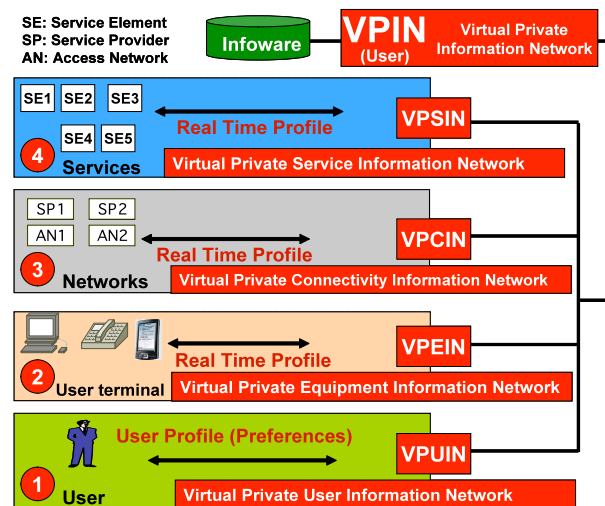 SE: Service Element
SP: Service Provider
AN: Access Network
Infoware
VPIN
(User)
Virtual Private
Information Network
SE1 SE2 SE3
SE4 SE5
Real Time Profile
VPSIN
4
Services
Virtual Private Service Information Network
SP1 SP2
AN1 AN2
Real Time Profile
VPCIN
3
Networks
Virtual Private Connectivity Information Network
Real Time Profile
VPEIN
2
User terminal
Virtual Private Equipment Information Network
User Profile (Preferences)
VPUIN
1
User
Virtual Private User Information Network